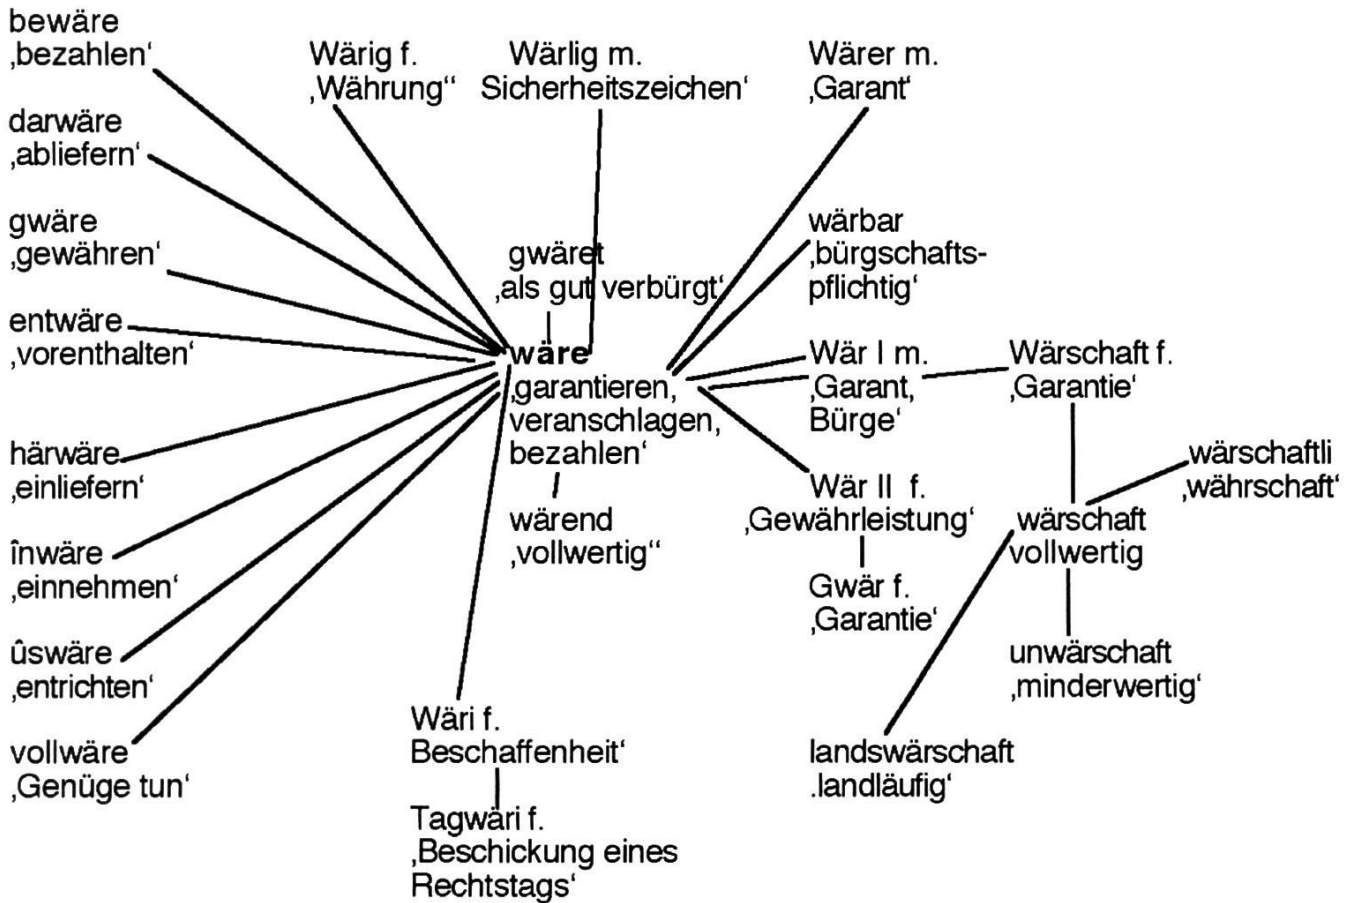 bewäre
‚bezahlen‘
darwäre
‚abliefern‘
gwäre
‚gewähren‘
entwäre
‚vorenthalten‘
härwäre
‚einliefern‘
înwäre
‚einnehmen‘
ûswäre
‚entrichten‘
vollwäre
‚Genüge tun‘
Wärig f.
‚Währung“
Wärlig m.
Sicherheitszeichen‘
Wärer m.
‚Garant‘
gwäret
‚als gut verbürgt‘
wäre
‚garantieren,
veranschlagen,
bezahlen‘
wärend
‚vollwertig“
Wäri f.
Beschaffenheit‘
Tagwäri f.
‚Beschickung eines
Rechtstags‘
wärbar
‚bürgschafts-
pflichtig‘
Wär I m.
‚Garant,
Bürge‘
Wär II f.
‚Gewährleistung‘
Gwär f.
‚Garantie‘
Wärschaft f.
‚Garantie‘
wärschaftli
‚währschaft‘
wärschaft
vollwertig
unwärschaft
‚minderwertig‘
landswärschaft
.landläufig‘